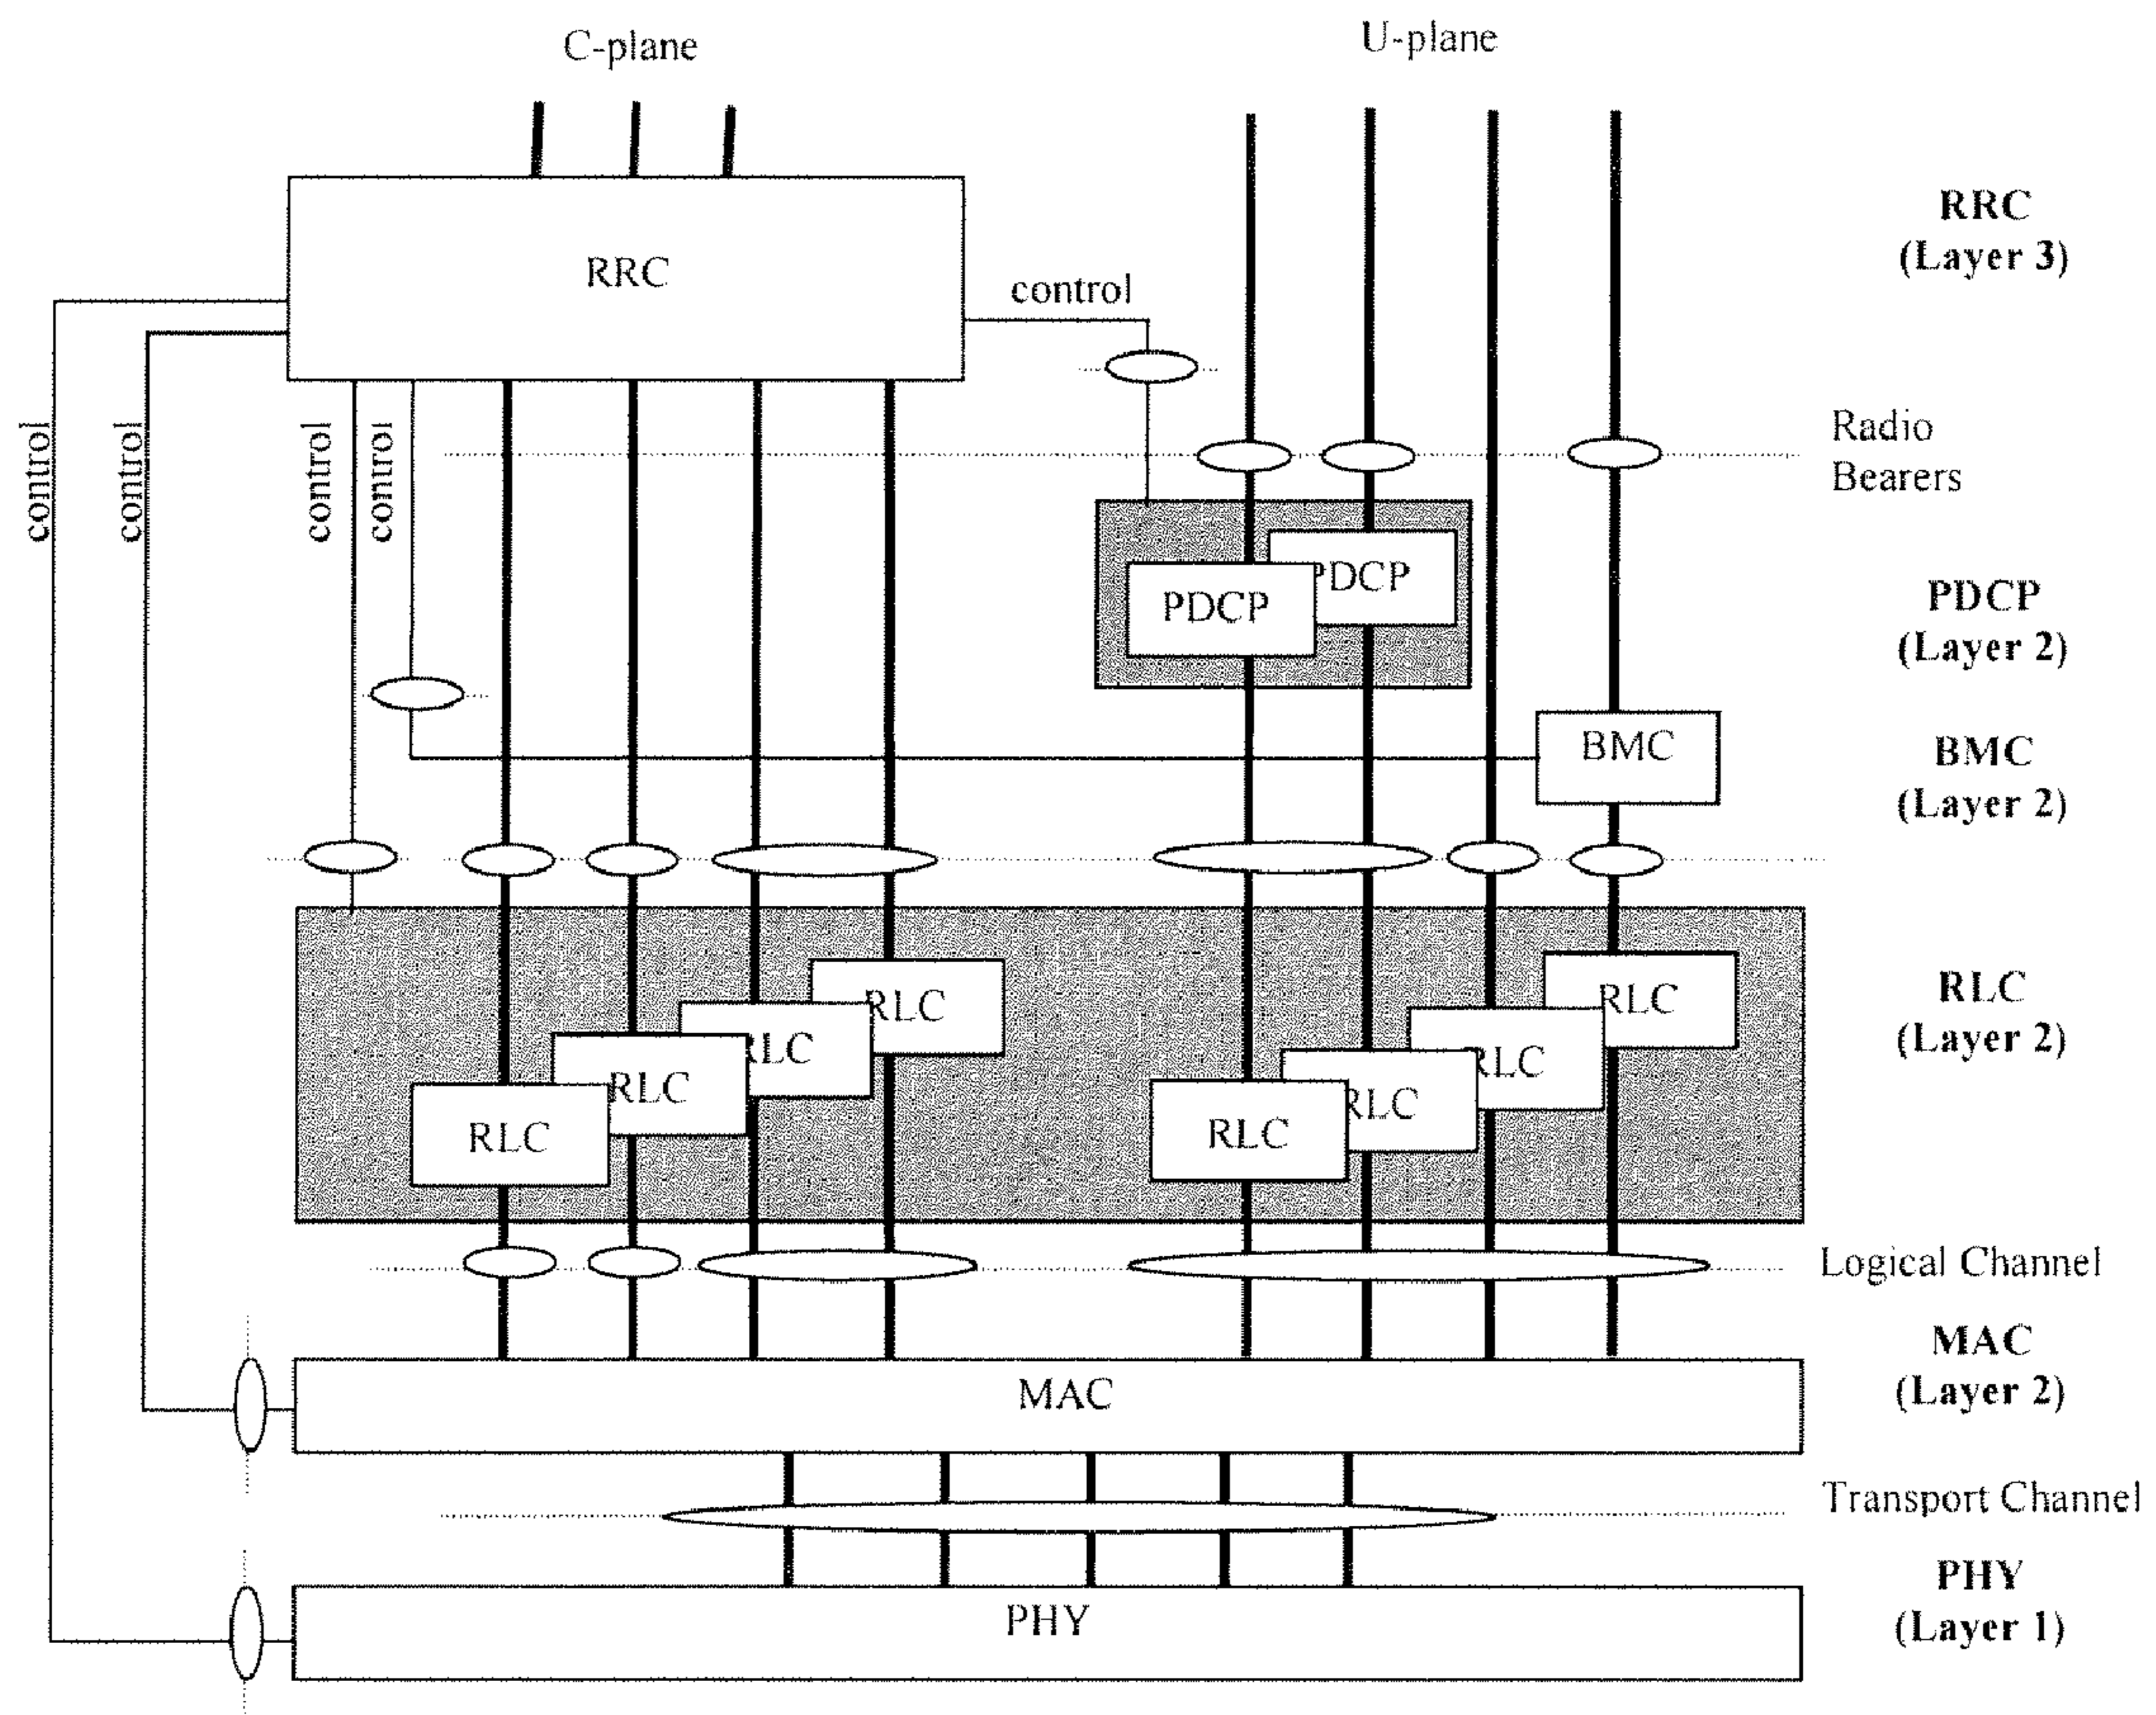 C-plane
U-plane
RRC
RRC
(Layer 3)
control
control
control
control
control
Radio
Bearers
PDCP
PDCP
PDCP
(Layer 2)
BMC
BMC
(Layer 2)
RLC
RLC
RLC
RLC
RLC
RLC
RLC
RLC
RLC
(Layer 2)
Logical Channel
MAC
MAC
(Layer 2)
Transport Channel
PHY
PHY
(Layer 1)